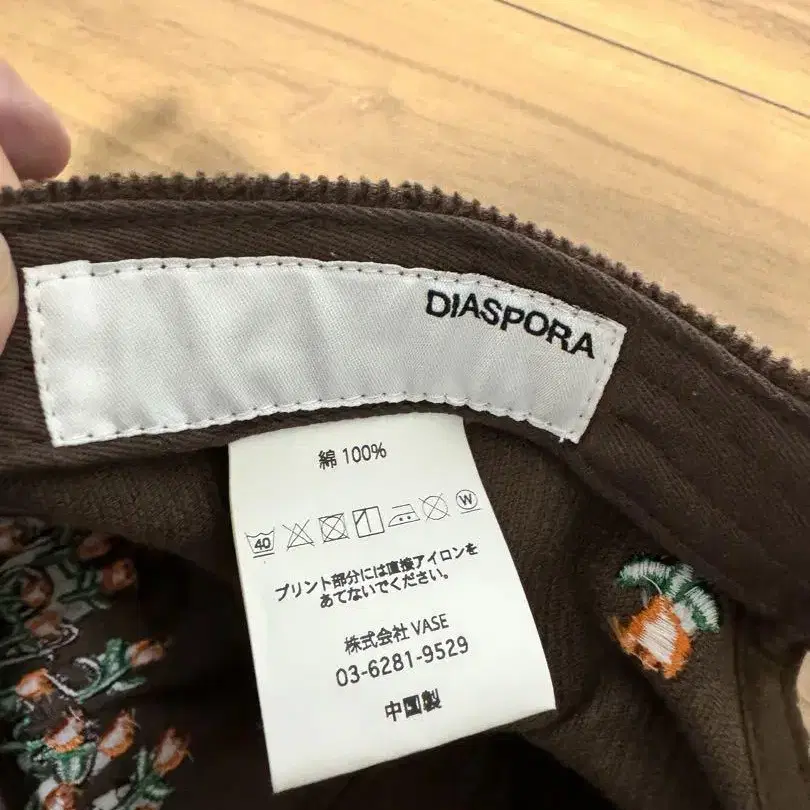 DIASPORA
綿 100%
40 W
プリント部分には直接アイロンを
あてないでください。
株式会社 VASE
03-6281-9529
中国製